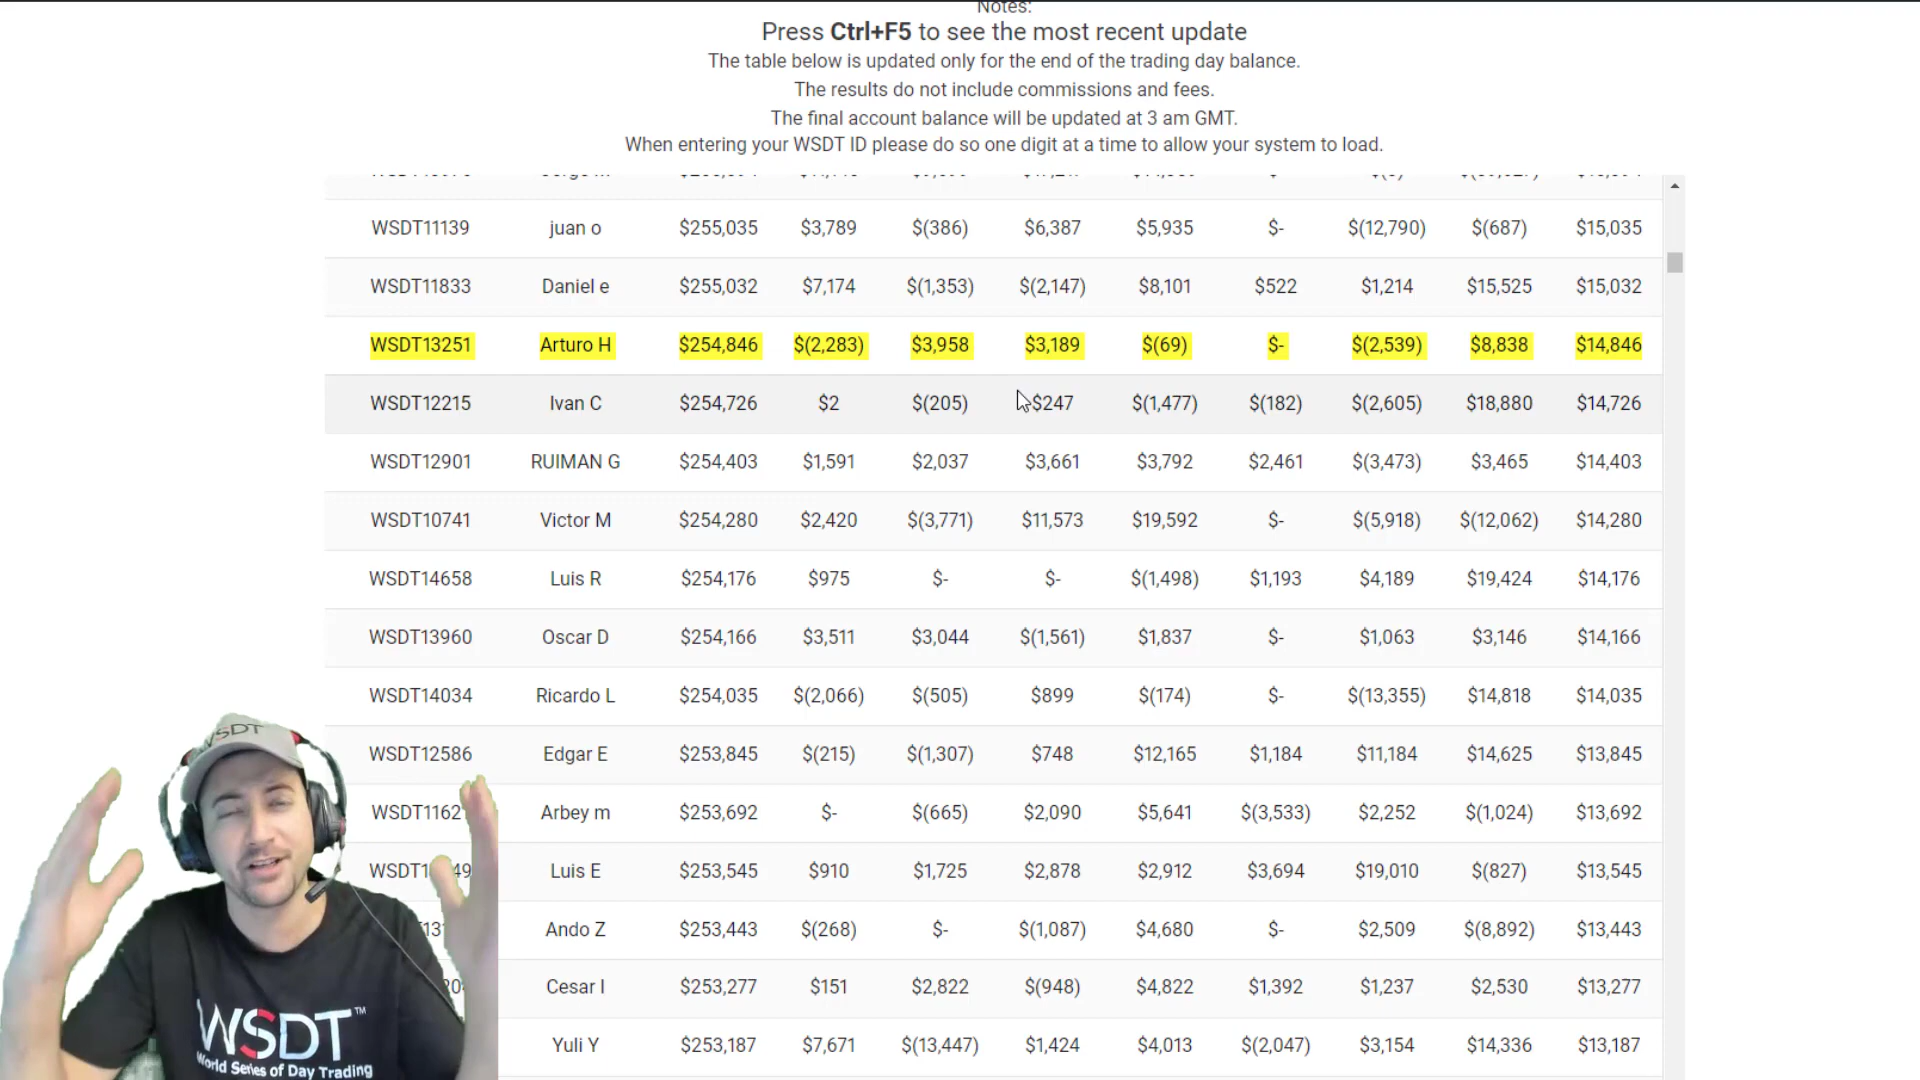 Notes:
Press Ctrl+F5 to see the most recent update
The table below is updated only for the end of the trading day balance.
The results do not include commissions and fees.
The final account balance will be updated at 3 am GMT.
When entering your WSDT ID please do so one digit at a time to allow your system to load.
WSDT11139 juan o $255,035 $3,789 $(386) $6,387 $5,935 $- $(12,790) $(687) $15,035
WSDT11833 Daniel e $255,032 $7,174 $(1,353) $(2,147) $8,101 $522 $1,214 $15,525 $15,032
WSDT13251 Arturo H $254,846 $(2,283) $3,958 $3,189 $(69) $- $(2,539) $8,838 $14,846
WSDT12215 Ivan C $254,726 $2 $(205) $247 $(1,477) $(182) $(2,605) $18,880 $14,726
WSDT12901 RUIMAN G $254,403 $1,591 $2,037 $3,661 $3,792 $2,461 $(3,473) $3,465 $14,403
WSDT10741 Victor M $254,280 $2,420 $(3,771) $11,573 $19,592 $- $(5,918) $(12,062) $14,280
WSDT14658 Luis R $254,176 $975 $- $- $(1,498) $1,193 $4,189 $19,424 $14,176
WSDT13960 Oscar D $254,166 $3,511 $3,044 $(1,561) $1,837 $- $1,063 $3,146 $14,166
WSDT14034 Ricardo L $254,035 $(2,066) $(505) $899 $(174) $- $(13,355) $14,818 $14,035
WSDT12586 Edgar E $253,845 $(215) $(1,307) $748 $12,165 $1,184 $11,184 $14,625 $13,845
Arbey m $253,692 $- $(665) $2,090 $5,641 $(3,533) $2,252 $(1,024) $13,692
Luis E $253,545 $910 $1,725 $2,878 $2,912 $3,694 $19,010 $(827) $13,545
Ando Z $253,443 $(268) $- $(1,087) $4,680 $- $2,509 $(8,892) $13,443
Cesar I $253,277 $151 $2,822 $(948) $4,822 $1,392 $1,237 $2,530 $13,277
Yuli Y $253,187 $7,671 $(13,447) $1,424 $4,013 $(2,047) $3,154 $14,336 $13,187
WSDT
WSDT™
World Series of Day Trading